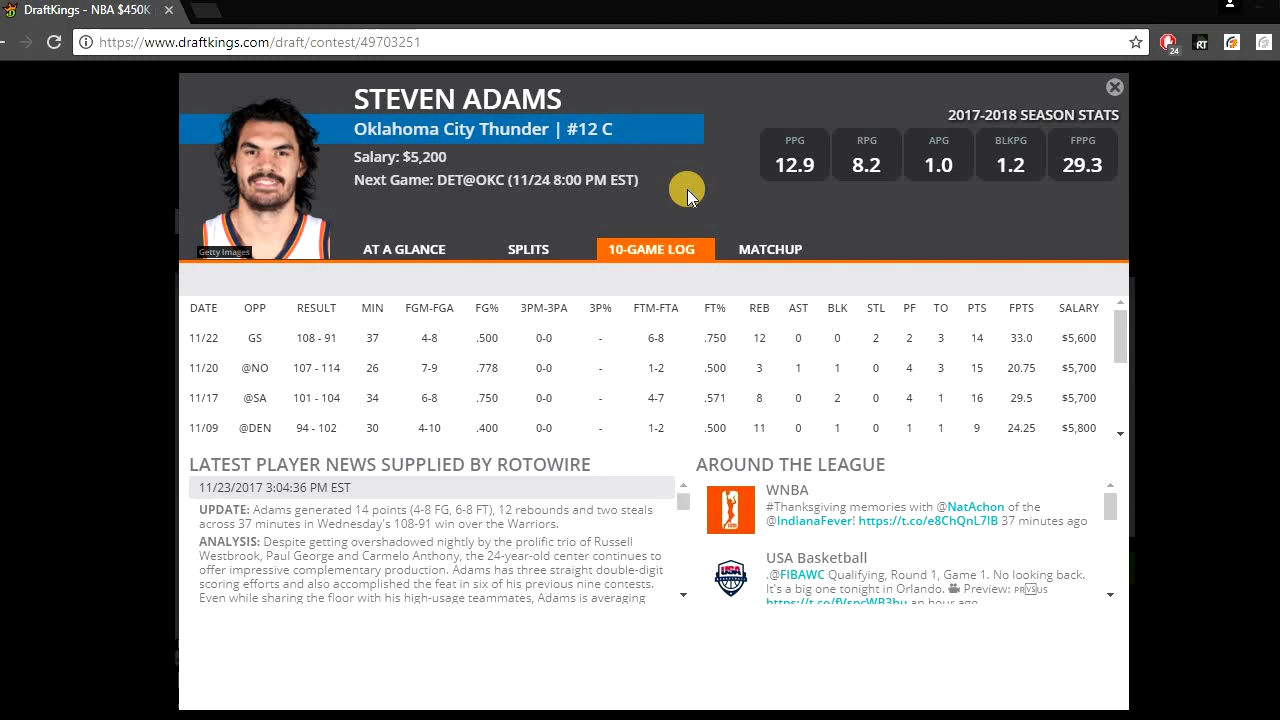 DraftKings - NBA $450K
https://www.draftkings.com/draft/contest/49703251
24
RT
STEVEN ADAMS
Oklahoma City Thunder | #12 C
Salary: $5,200
Next Game: DET@OKC (11/24 8:00 PM EST)
2017-2018 SEASON STATS
PPG RPG APG BLKPG FPPG
12.9 8.2 1.0 1.2 29.3
Getty Images
AT A GLANCE SPLITS 10-GAME LOG MATCHUP
DATE OPP RESULT MIN FGM-FGA FG% 3PM-3PA 3P% FTM-FTA FT% REB AST BLK STL PF TO PTS FPTS SALARY
11/22 GS 108 - 91 37 4-8 .500 0-0 - 6-8 .750 12 0 0 2 2 3 14 33.0 $5,600
11/20 @NO 107 - 114 26 7-9 .778 0-0 - 1-2 .500 3 1 1 0 4 3 15 20.75 $5,700
11/17 @SA 101 - 104 34 6-8 .750 0-0 - 4-7 .571 8 0 2 0 4 1 16 29.5 $5,700
11/09 @DEN 94 - 102 30 4-10 .400 0-0 - 1-2 .500 11 0 1 0 1 1 9 24.25 $5,800
LATEST PLAYER NEWS SUPPLIED BY ROTOWIRE
11/23/2017 3:04:36 PM EST
UPDATE: Adams generated 14 points (4-8 FG, 6-8 FT), 12 rebounds and two steals
across 37 minutes in Wednesday's 108-91 win over the Warriors.
ANALYSIS: Despite getting overshadowed nightly by the prolific trio of Russell
Westbrook, Paul George and Carmelo Anthony, the 24-year-old center continues to
offer impressive complementary production. Adams has three straight double-digit
scoring efforts and also accomplished the feat in six of his previous nine contests.
Even while sharing the floor with his high-usage teammates, Adams is averaging
AROUND THE LEAGUE
WNBA
#Thanksgiving memories with @NatAchon of the
@IndianaFever! https://t.co/e8ChQnL7lB 37 minutes ago
USA
USA Basketball
.@FIBAWC Qualifying, Round 1, Game 1. No looking back.
It's a big one tonight in Orlando. 🎥 Preview: 🇵🇷🆚us
https://t.co/fVspcWB3hu an hour ago